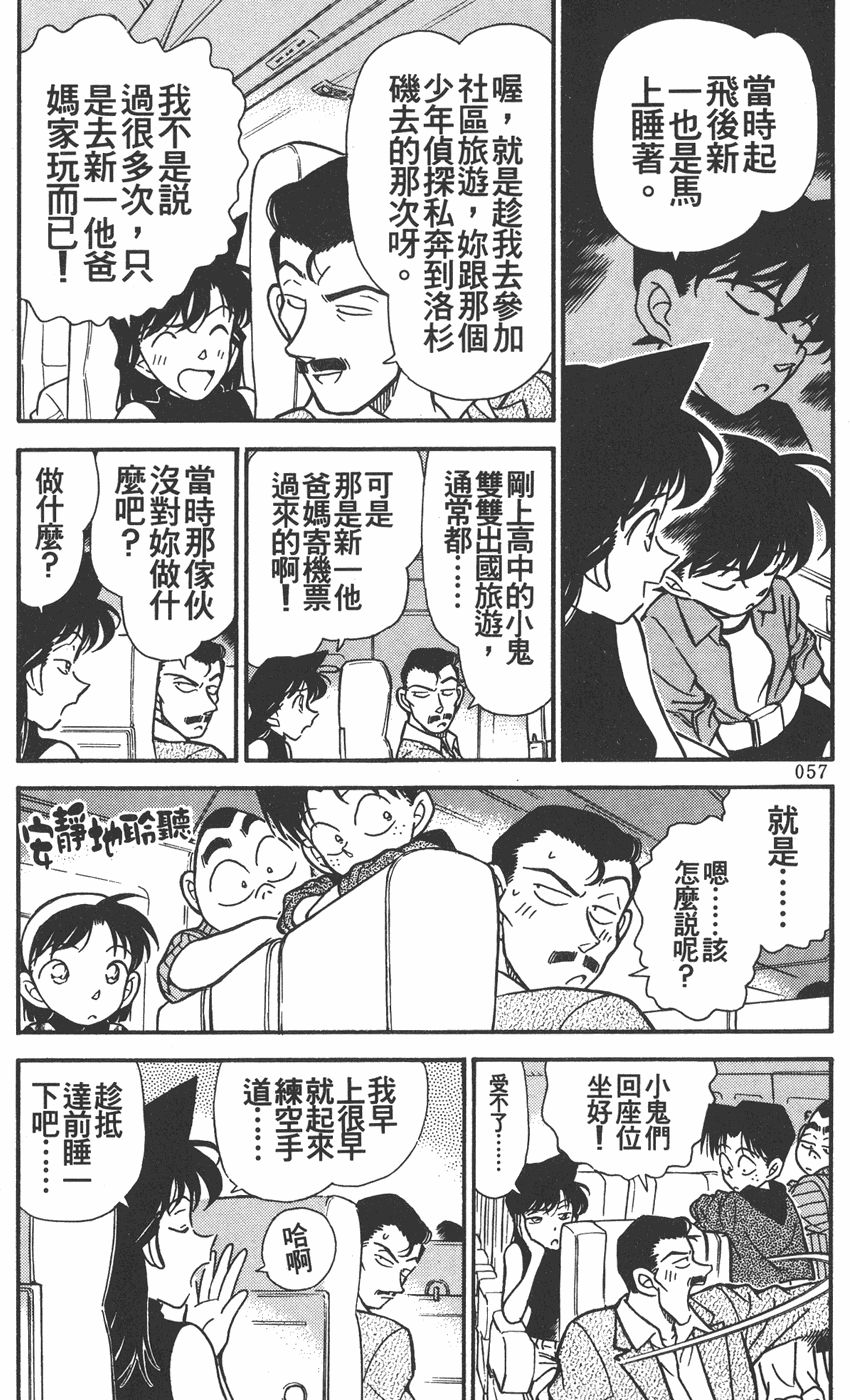 當時起
飛後新
一也是馬
上睡著。
喔，就是趁我去參加
社區旅遊，妳跟那個
少年偵探私奔到洛杉
磯去的那次呀。
我不是說
過很多次，只
是去新一他爸
媽家玩而已！
剛上高中的小鬼
雙雙出國旅遊，
通常都……
可是
那是新一他
爸媽寄機票
過來的啊！
當時那傢伙
沒對妳做什
麼吧？
做什麼？
057
就是……
嗯……該
怎麼說呢？
安靜地聆聽
小鬼們
回座位
坐好！
受不了……
我早
上很早
就起來
練空手
道……
哈
啊
趁抵
達前睡一
下吧……